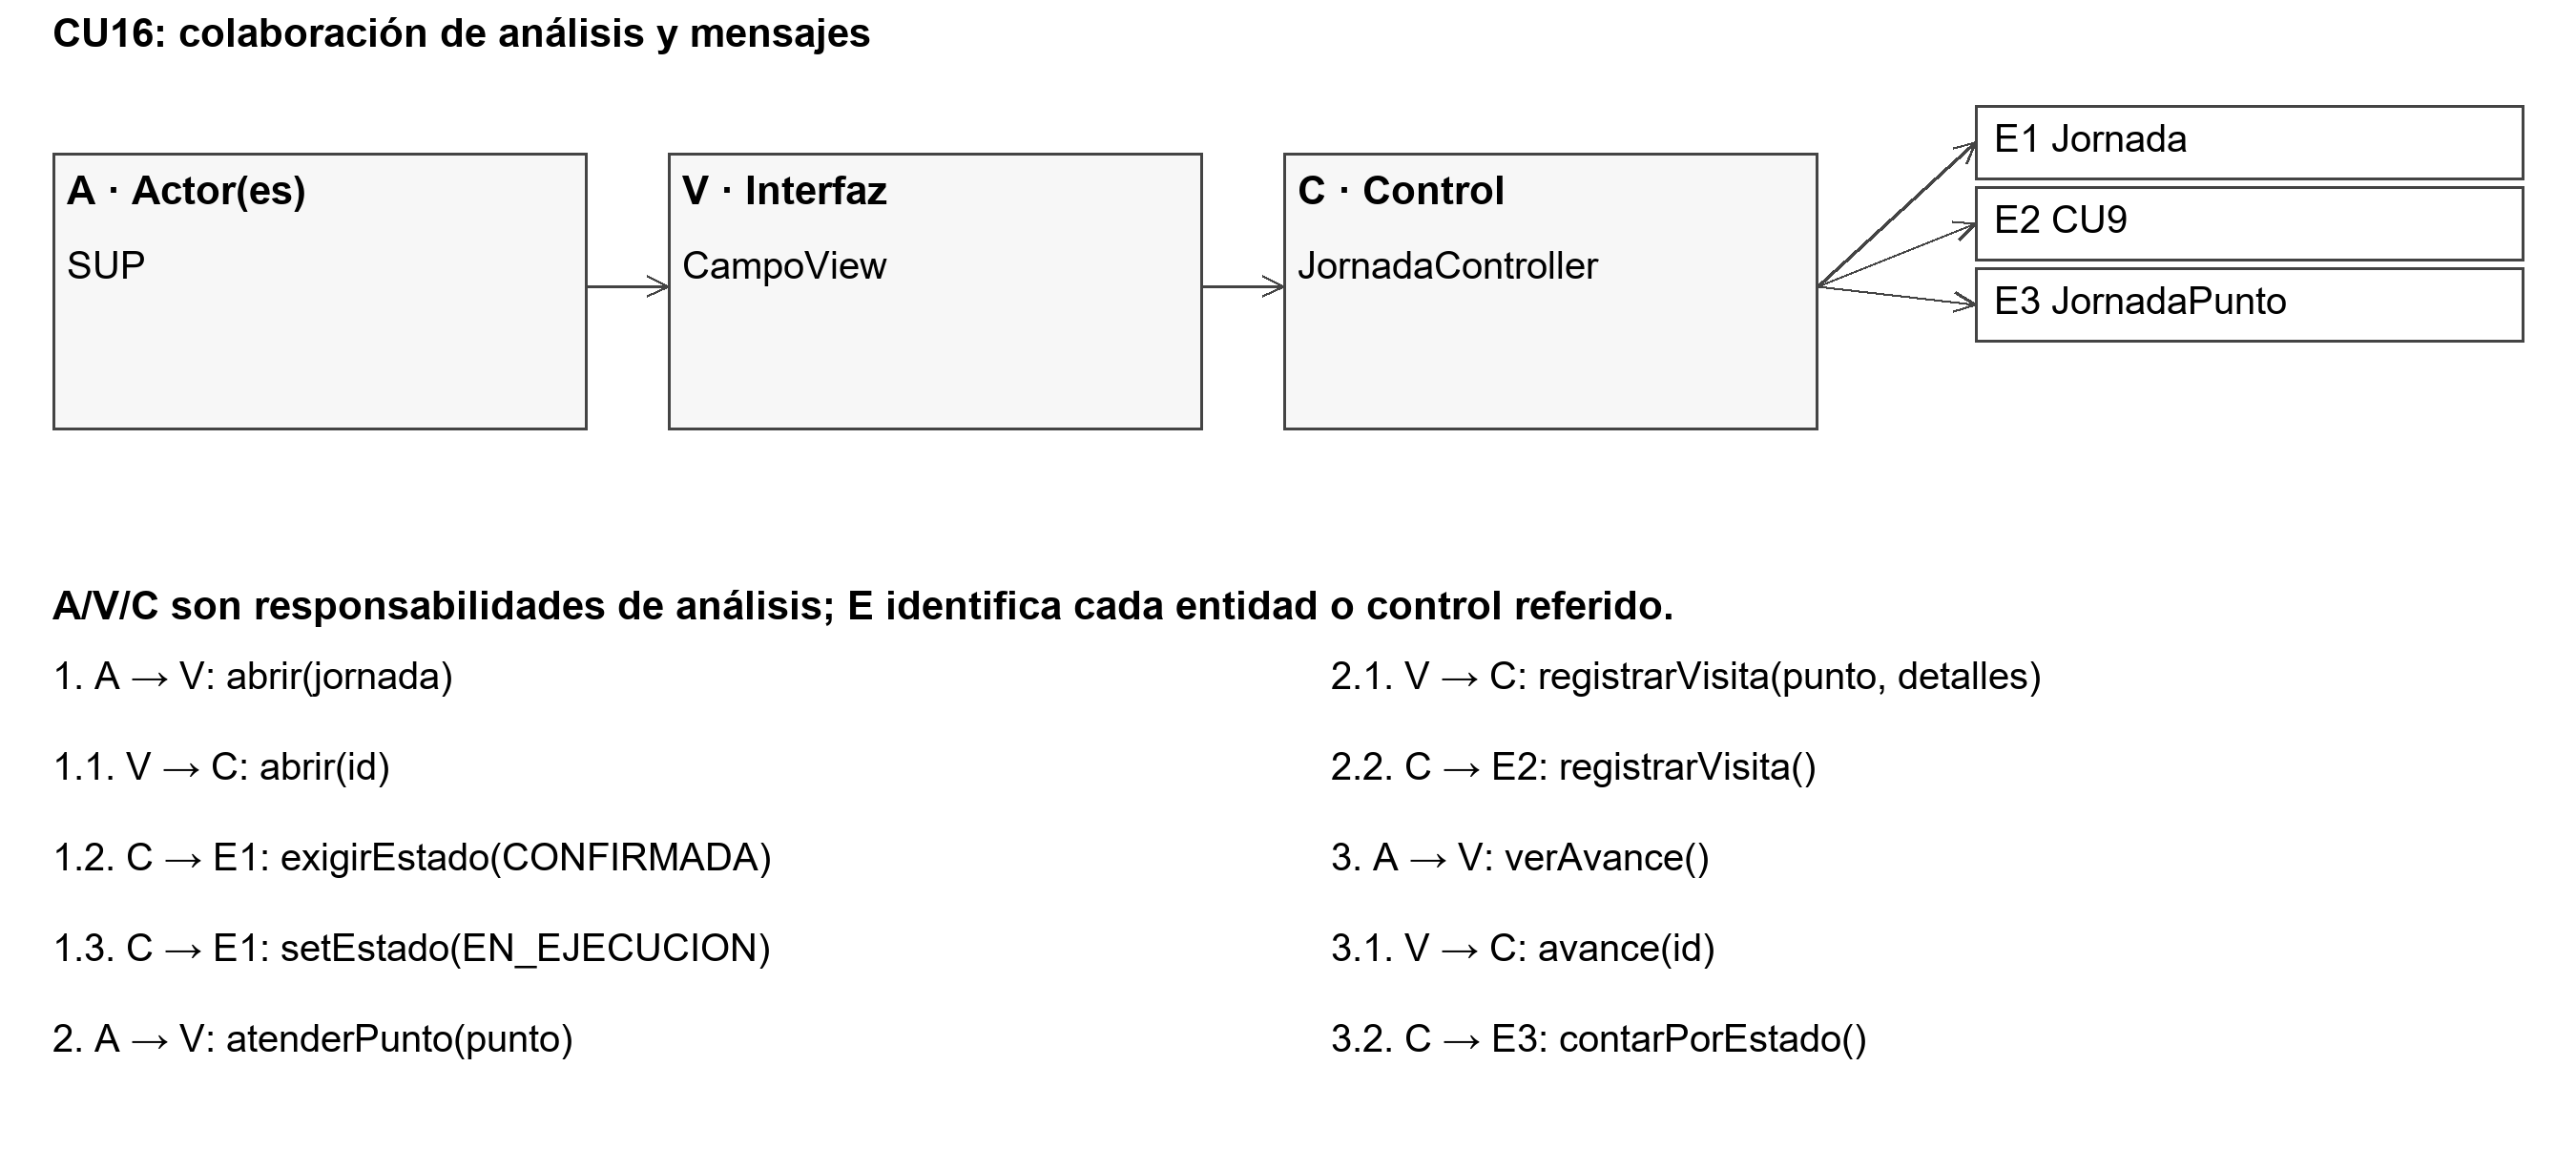 CU16: colaboración de análisis y mensajes
A · Actor(es)
SUP
V · Interfaz
CampoView
C · Control
JornadaController
E1 Jornada
E2 CU9
E3 JornadaPunto
A/V/C son responsabilidades de análisis; E identifica cada entidad o control referido.
1. A → V: abrir(jornada)
1.1. V → C: abrir(id)
1.2. C → E1: exigirEstado(CONFIRMADA)
1.3. C → E1: setEstado(EN_EJECUCION)
2. A → V: atenderPunto(punto)
2.1. V → C: registrarVisita(punto, detalles)
2.2. C → E2: registrarVisita()
3. A → V: verAvance()
3.1. V → C: avance(id)
3.2. C → E3: contarPorEstado()